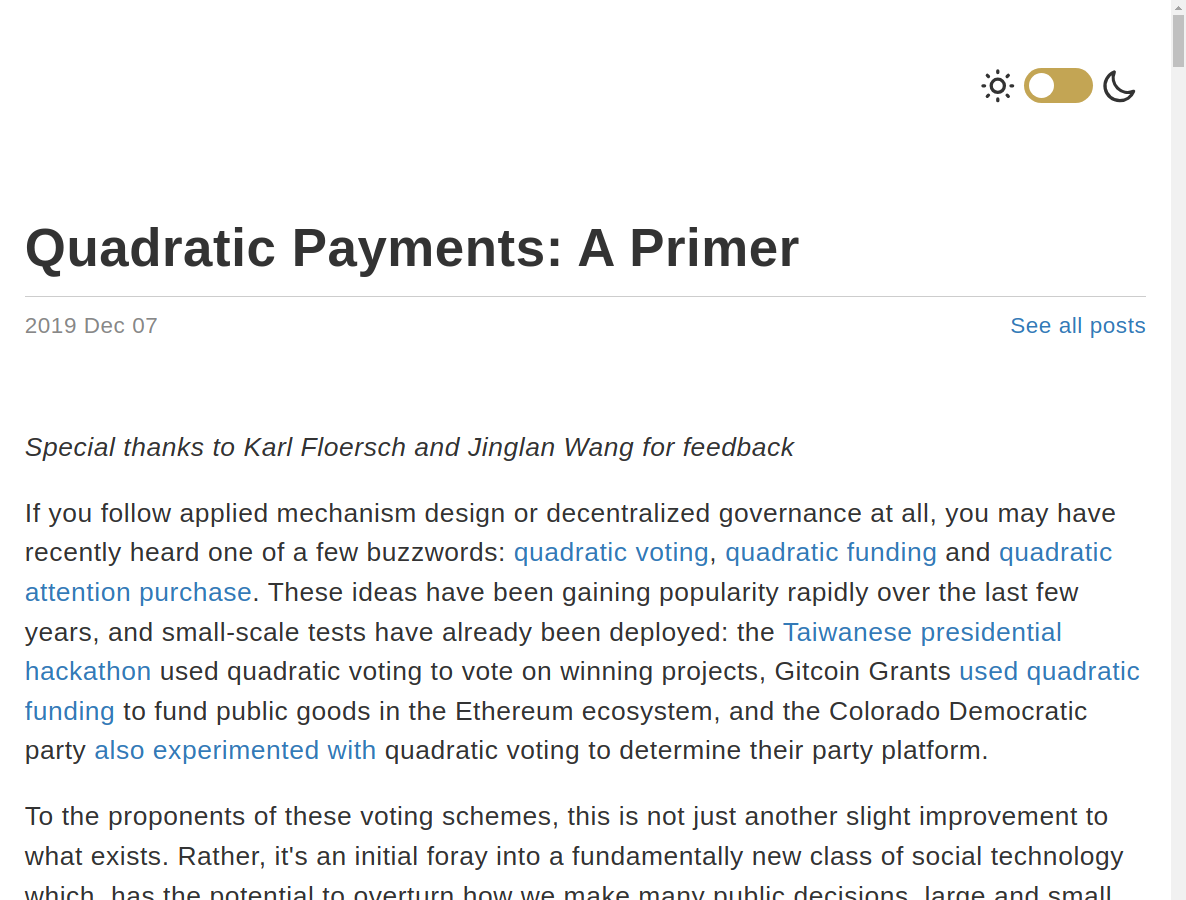 Quadratic Payments: A Primer
2019 Dec 07
See all posts
Special thanks to Karl Floersch and Jinglan Wang for feedback
If you follow applied mechanism design or decentralized governance at all, you may have
recently heard one of a few buzzwords: quadratic voting, quadratic funding and quadratic
attention purchase. These ideas have been gaining popularity rapidly over the last few
years, and small-scale tests have already been deployed: the Taiwanese presidential
hackathon used quadratic voting to vote on winning projects, Gitcoin Grants used quadratic
funding to fund public goods in the Ethereum ecosystem, and the Colorado Democratic
party also experimented with quadratic voting to determine their party platform.
To the proponents of these voting schemes, this is not just another slight improvement to
what exists. Rather, it's an initial foray into a fundamentally new class of social technology
which, has the potential to overturn how we make many public decisions, large and small.